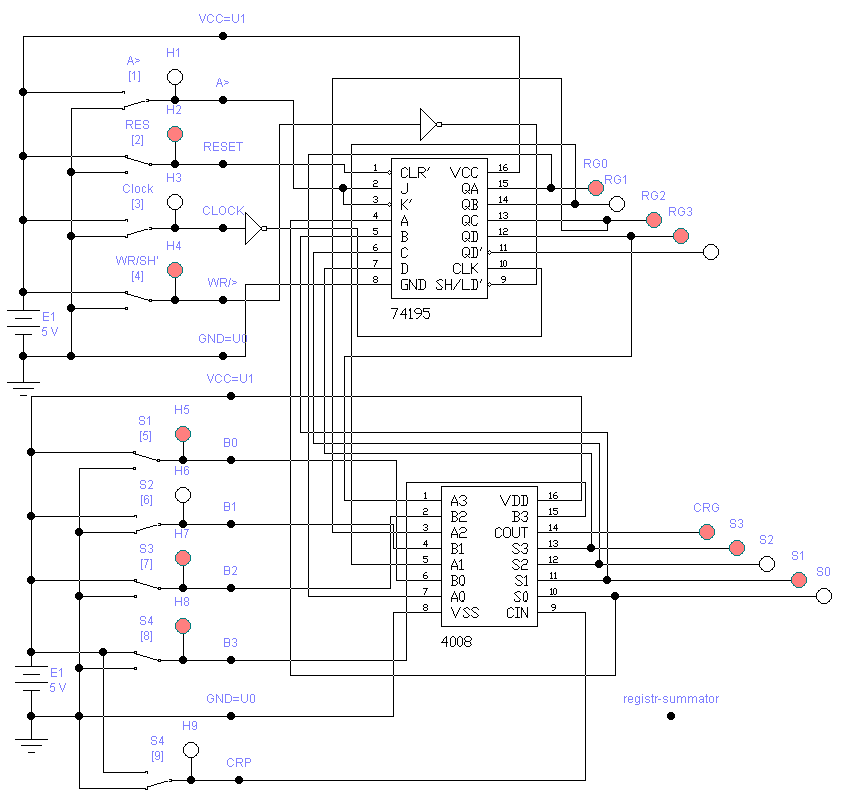 VCC=U1
A>
[1]
H1
A>
H2
RES
[2]
RESET
H3
Clock
[3]
CLOCK
H4
WR/SH'
[4]
WR/>
E1
5 V
GND=U0
1 CLR' VCC 16
2 J QA 15
3 K' QB 14
4 A QC 13
5 B QD 12
6 C QD' 11
7 D CLK 10
8 GND SH/LD' 9
74195
RG0
RG1
RG2
RG3
VCC=U1
S1
[5]
H5
B0
H6
S2
[6]
B1
H7
S3
[7]
B2
H8
S4
[8]
B3
E1
5 V
GND=U0
H9
S4
[9]
CRP
1 A3 VDD 16
2 B2 B3 15
3 A2 COUT 14
4 B1 S3 13
5 A1 S2 12
6 B0 S1 11
7 A0 S0 10
8 VSS CIN 9
4008
CRG
S3
S2
S1
S0
registr-summator